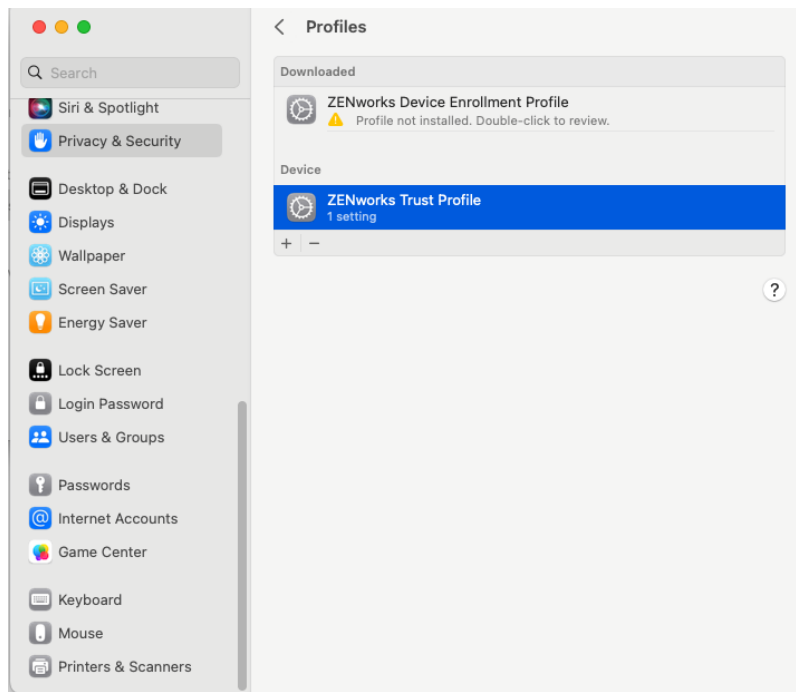 Search
Siri & Spotlight
Privacy & Security
Desktop & Dock
Displays
Wallpaper
Screen Saver
Energy Saver
Lock Screen
Login Password
Users & Groups
Passwords
Internet Accounts
Game Center
Keyboard
Mouse
Printers & Scanners
Profiles
Downloaded
ZENworks Device Enrollment Profile
Profile not installed. Double-click to review.
Device
ZENworks Trust Profile
1 setting
+ −
?